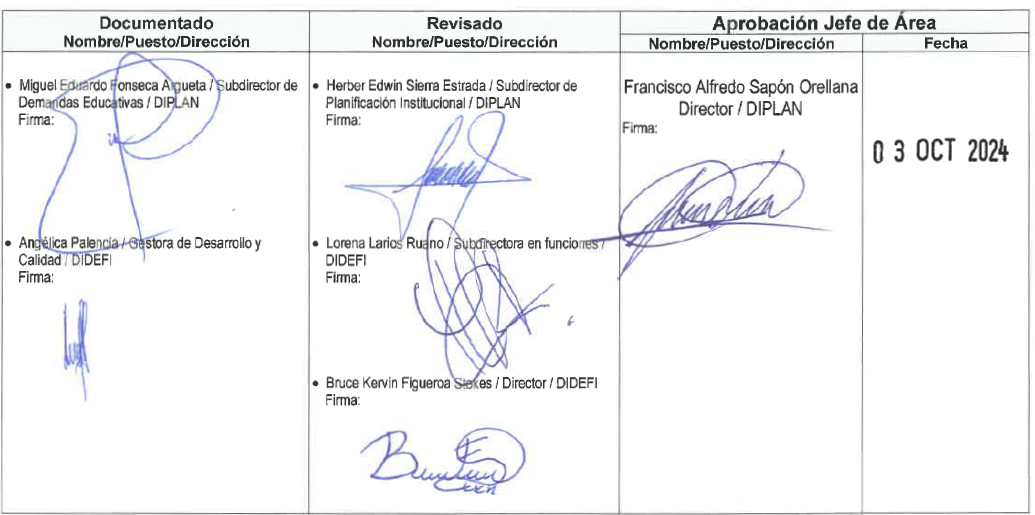 Documentado
Nombre/Puesto/Dirección
Revisado
Nombre/Puesto/Dirección
Aprobación Jefe de Área
Nombre/Puesto/Dirección
Fecha
• Miguel Eduardo Fonseca Argueta / Subdirector de
Demandas Educativas / DIPLAN
Firma:
• Angélica Palencia / Gestora de Desarrollo y
Calidad / DIDEFI
Firma:
• Herber Edwin Sierra Estrada / Subdirector de
Planificación Institucional / DIPLAN
Firma:
• Lorena Larios Ruano / Subdirectora en funciones /
DIDEFI
Firma:
• Bruce Kervin Figueroa Stokes / Director / DIDEFI
Firma:
Francisco Alfredo Sapón Orellana
Director / DIPLAN
Firma:
03 OCT 2024